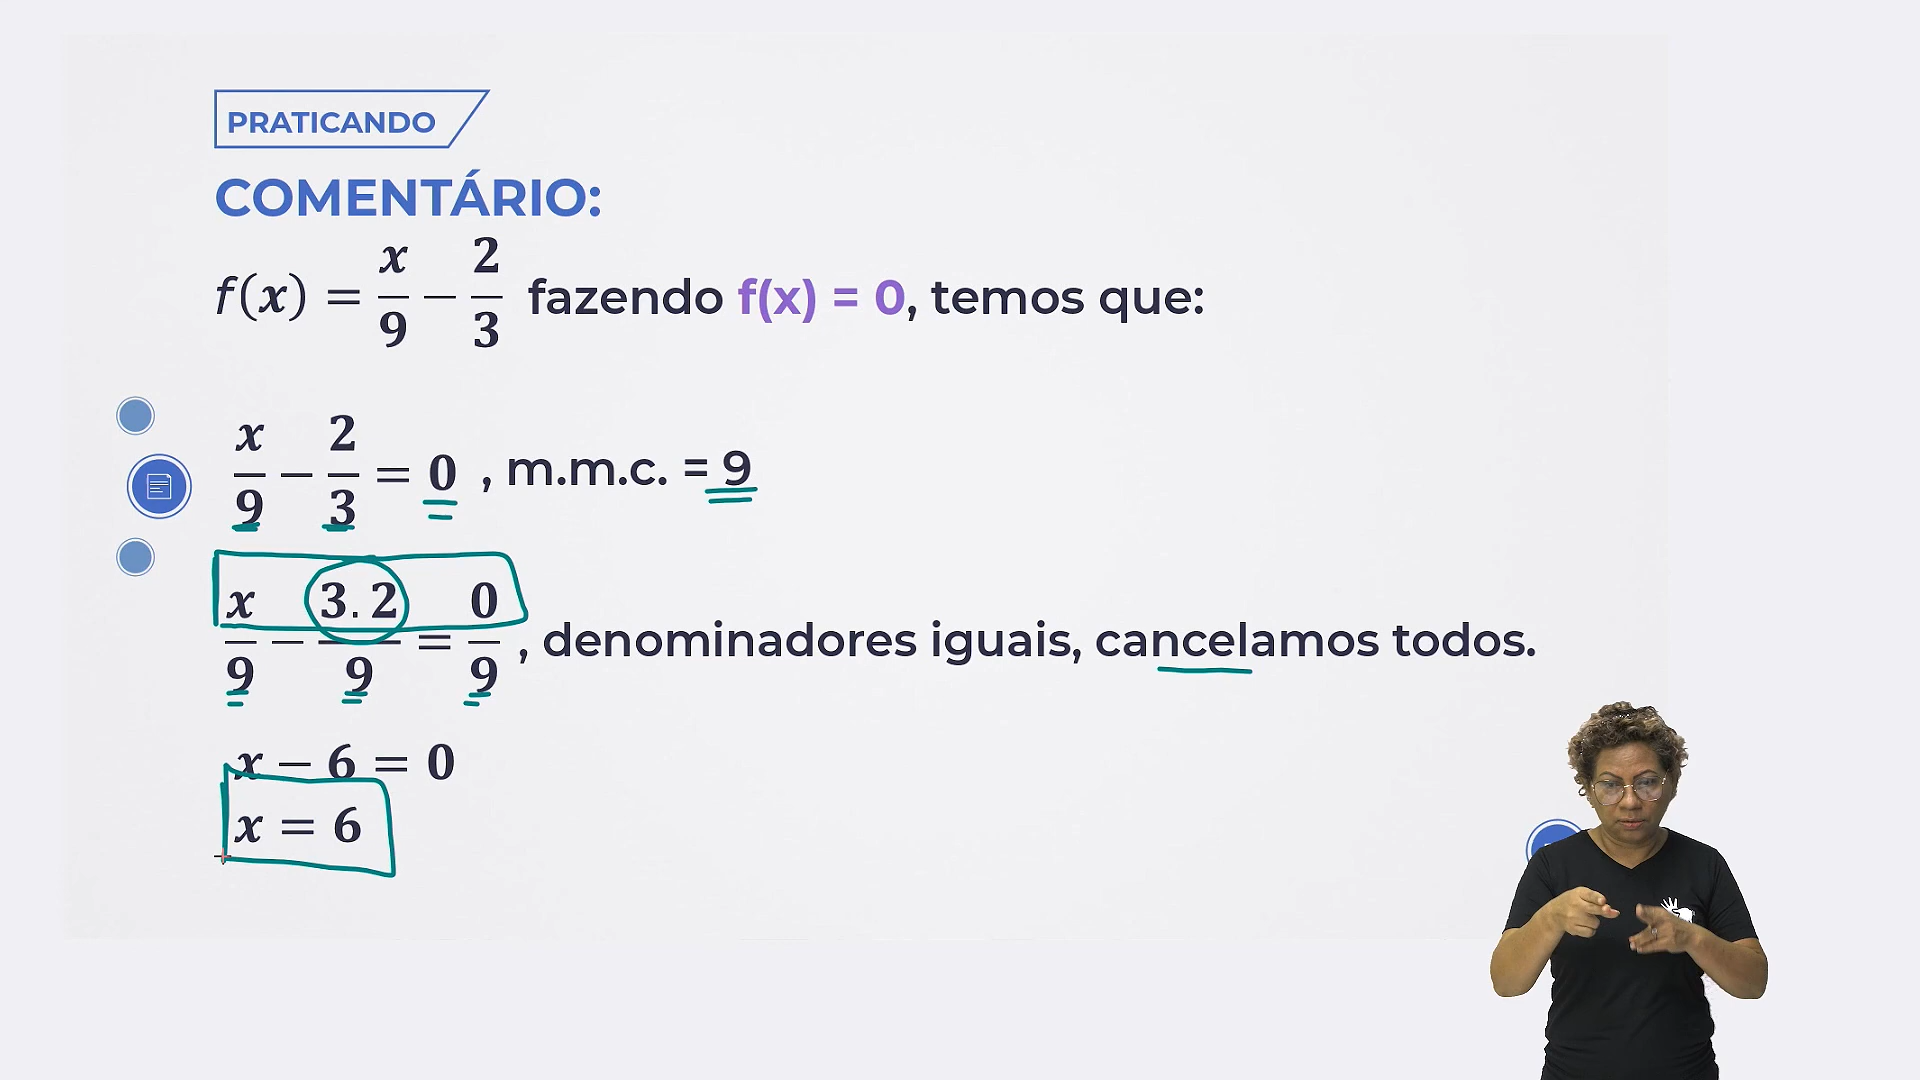 PRATICANDO
COMENTÁRIO:
f(x) = x/9 − 2/3 fazendo f(x) = 0, temos que:
x/9 − 2/3 = 0 , m.m.c. = 9
x/9 − 3.2/9 = 0/9 , denominadores iguais, cancelamos todos.
x − 6 = 0
x = 6